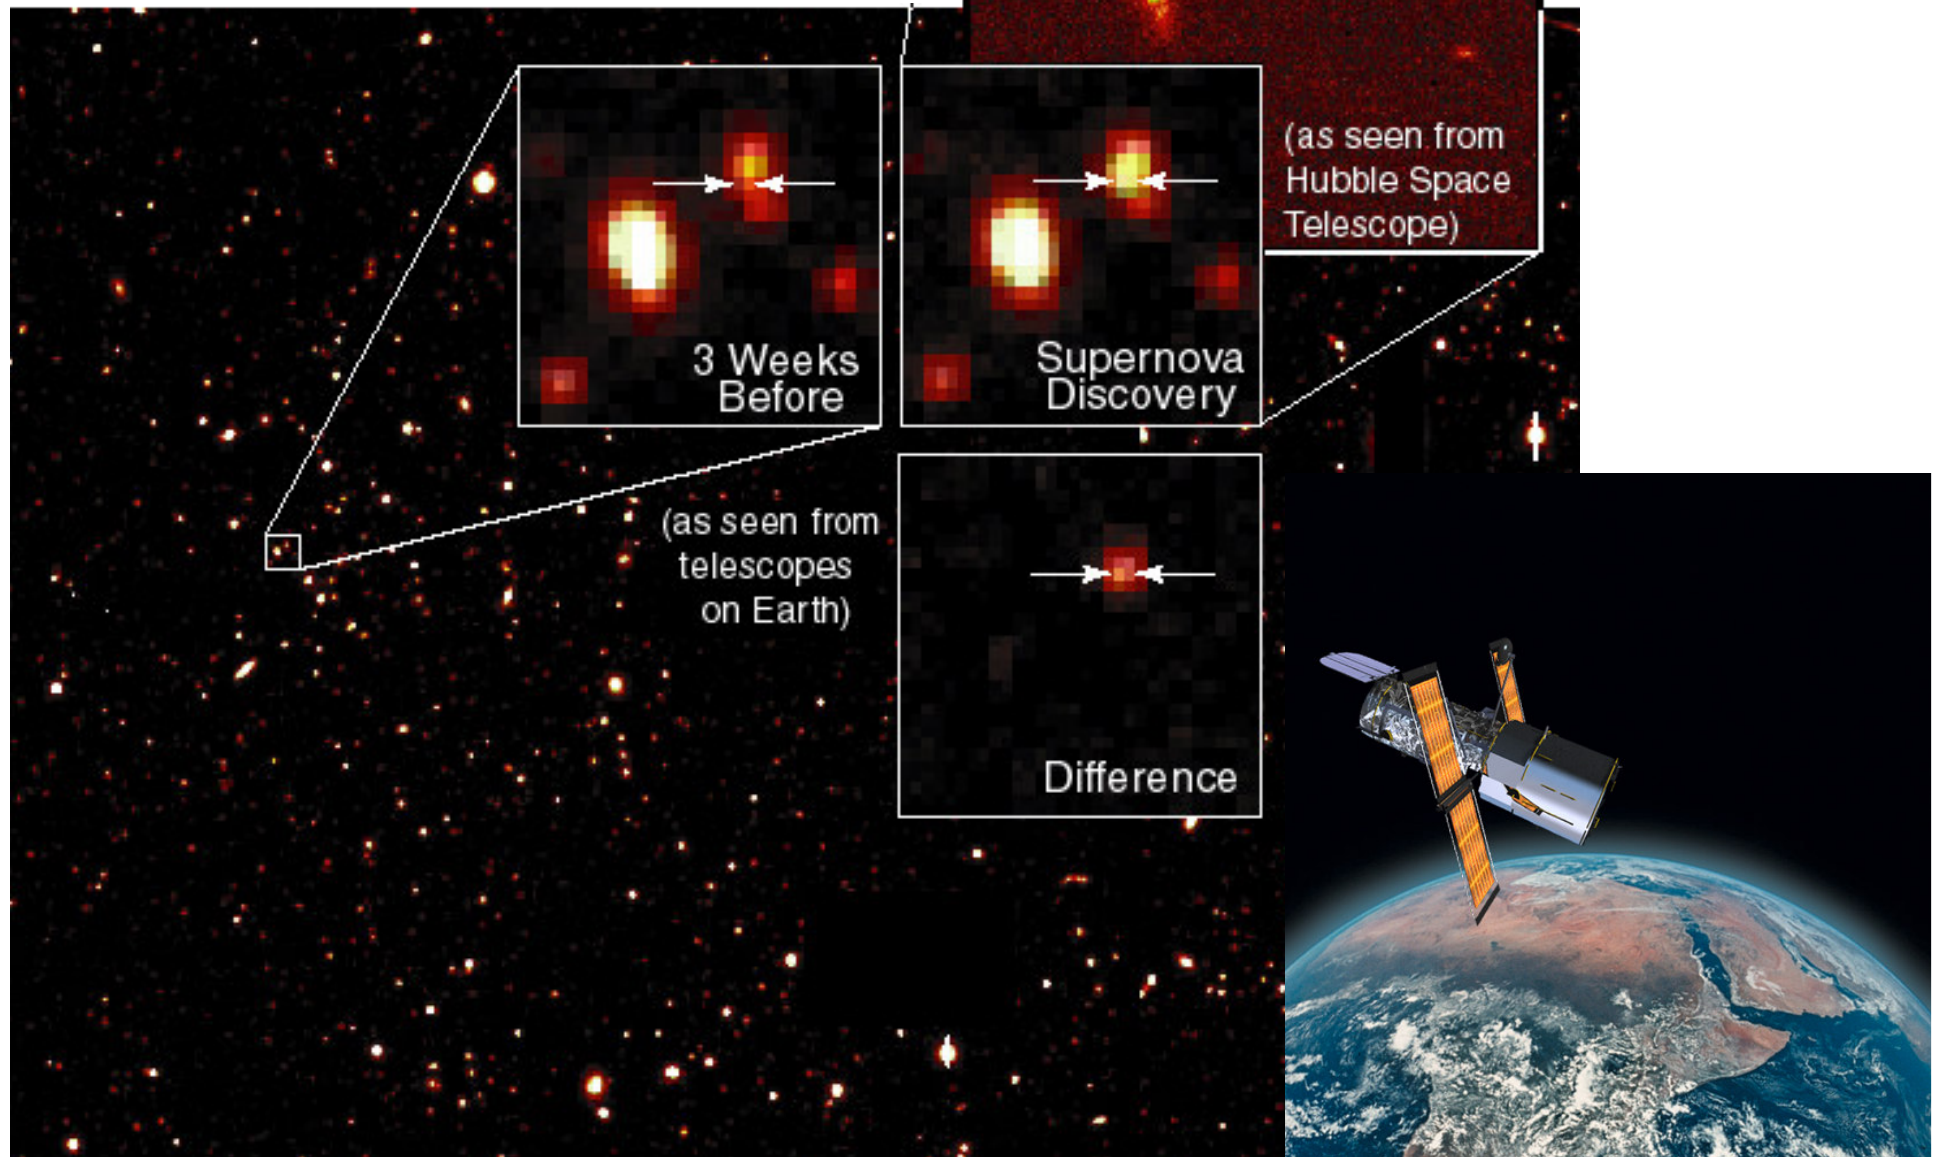 (as seen from
Hubble Space
Telescope)
3 Weeks
Before
Supernova
Discovery
(as seen from
telescopes
on Earth)
Difference